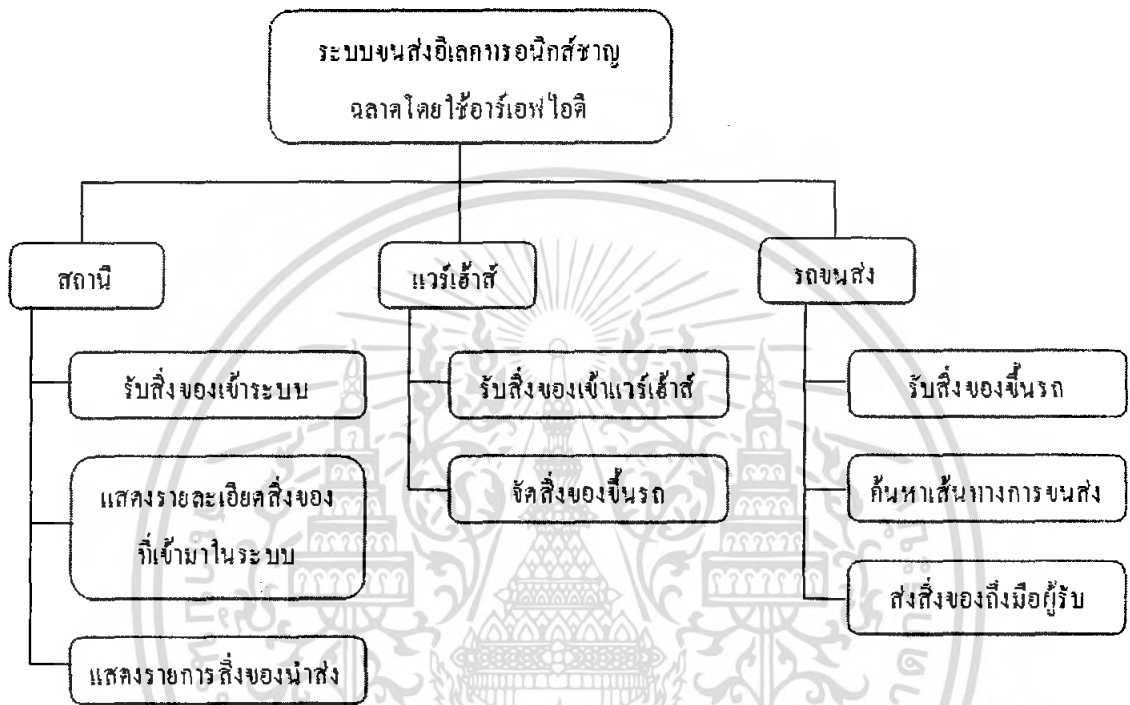 ระบบขนส่งอิเลคทรอนิกส์ชาญ
ฉลาดโดยใช้อาร์เอฟไอดี
สถานี
แวร์เฮ้าส์
รถขนส่ง
รับสิ่งของเข้าระบบ
แสดงรายละเอียดสิ่งของ
ที่เข้ามาในระบบ
แสดงรายการสิ่งของนำส่ง
รับสิ่งของเข้าแวร์เฮ้าส์
จัดสิ่งของขึ้นรถ
รับสิ่งของขึ้นรถ
ค้นหาเส้นทางการขนส่ง
ส่งสิ่งของถึงมือผู้รับ